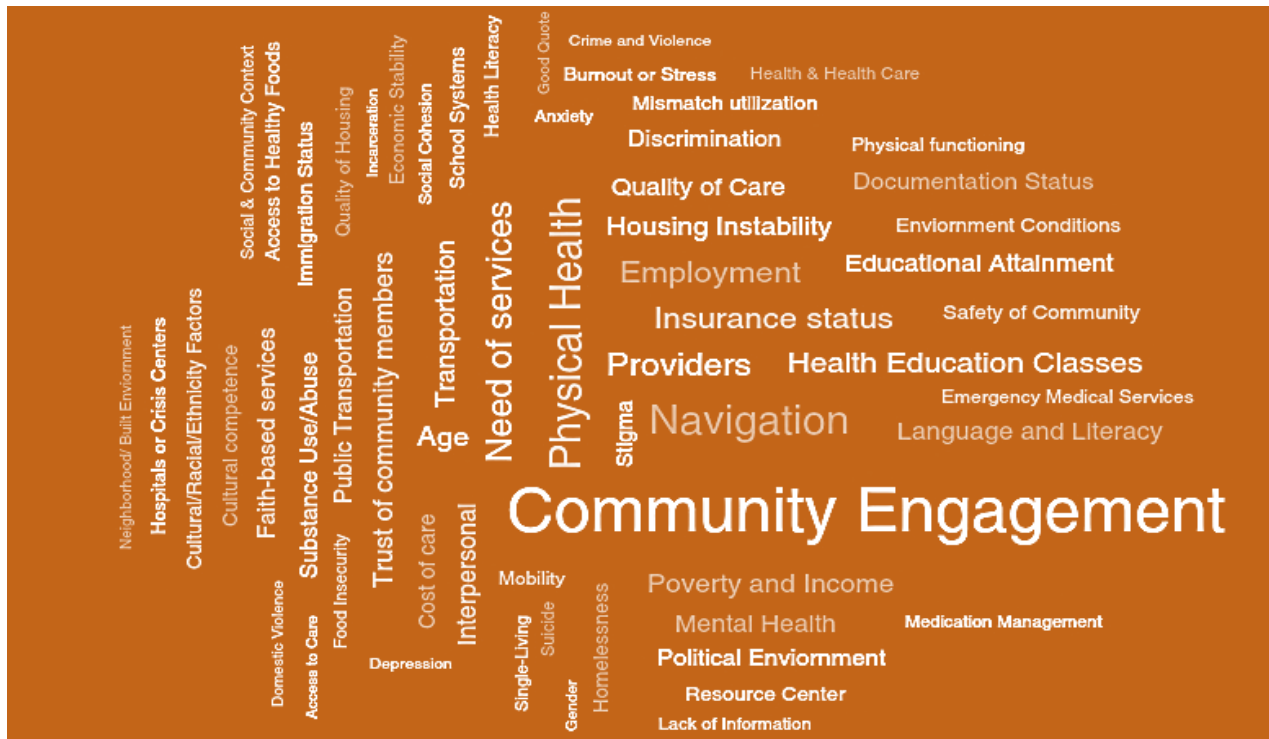 Neighborhood/ Built Enviornment
Hospitals or Crisis Centers
Cultural/Racial/Ethnicity Factors
Cultural competence
Social & Community Context
Access to Healthy Foods
Faith-based services
Domestic Violence
Immigration Status
Substance Use/Abuse
Access to Care
Quality of Housing
Public Transportation
Food Insecurity
Incarceration
Economic Stability
Trust of community members
Depression
Social Cohesion
School Systems
Transportation
Age
Cost of care
Interpersonal
Health Literacy
Need of services
Mobility
Single-Living
Suicide
Gender
Homelessness
Good Quote
Crime and Violence
Burnout or Stress
Health & Health Care
Anxiety
Mismatch utilization
Discrimination
Physical functioning
Quality of Care
Documentation Status
Physical Health
Housing Instability
Enviornment Conditions
Employment
Educational Attainment
Insurance status
Safety of Community
Providers
Health Education Classes
Emergency Medical Services
Stigma
Navigation
Language and Literacy
Community Engagement
Poverty and Income
Mental Health
Medication Management
Political Enviornment
Resource Center
Lack of Information